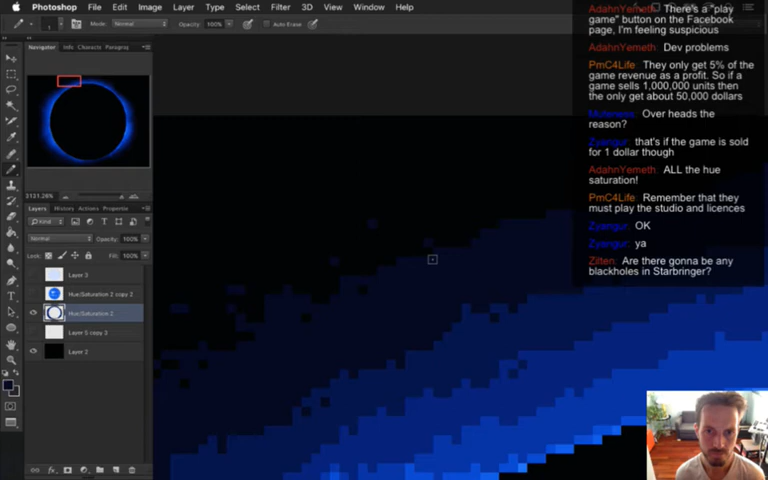 Photoshop File Edit Image Layer Type Select Filter 3D View Window Help
Mode: Normal Opacity: 100% Auto Erase
Navigator Info Charact Paragra
3131.26%
Layers History Actions Properties
Kind
Normal Opacity: 100%
Lock: Fill: 100%
Layer 3
Hue/Saturation 2 copy 2
Hue/Saturation 2
Layer 5 copy 3
Layer 2
AdahnYemeth There's a "play
game" button on the Facebook
page, I'm feeling suspicious
AdahnYemeth Dev problems
PmC4Life They only get 5% of the
game revenue as a profit. So if a
game sells 1,000,000 units then
the only get about 50,000 dollars
Over heads the
reason?
Zyangur that's if the game is sold
for 1 dollar though
AdahnYemeth ALL the hue
saturation!
PmC4Life Remember that they
must play the studio and licences
Zyangur OK
Zyangur ya
Zilten: Are there gonna be any
blackholes in Starbringer?